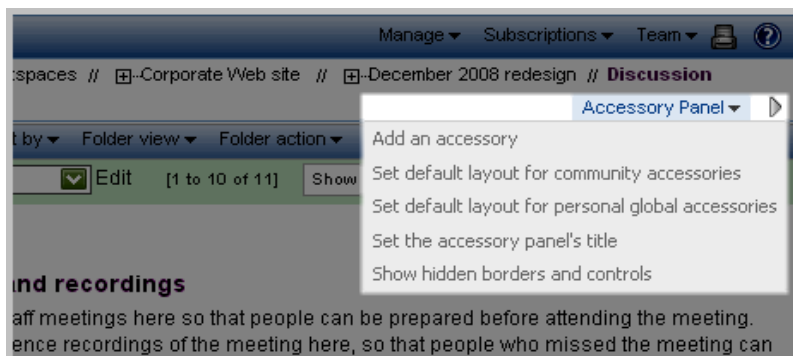 Manage Subscriptions Team
spaces // Corporate Web site // December 2008 redesign // Discussion
Accessory Panel
t by Folder view Folder action
Add an accessory
Edit [1 to 10 of 11] Show
Set default layout for community accessories
Set default layout for personal global accessories
Set the accessory panel's title
Show hidden borders and controls
and recordings
aff meetings here so that people can be prepared before attending the meeting.
ence recordings of the meeting here, so that people who missed the meeting can